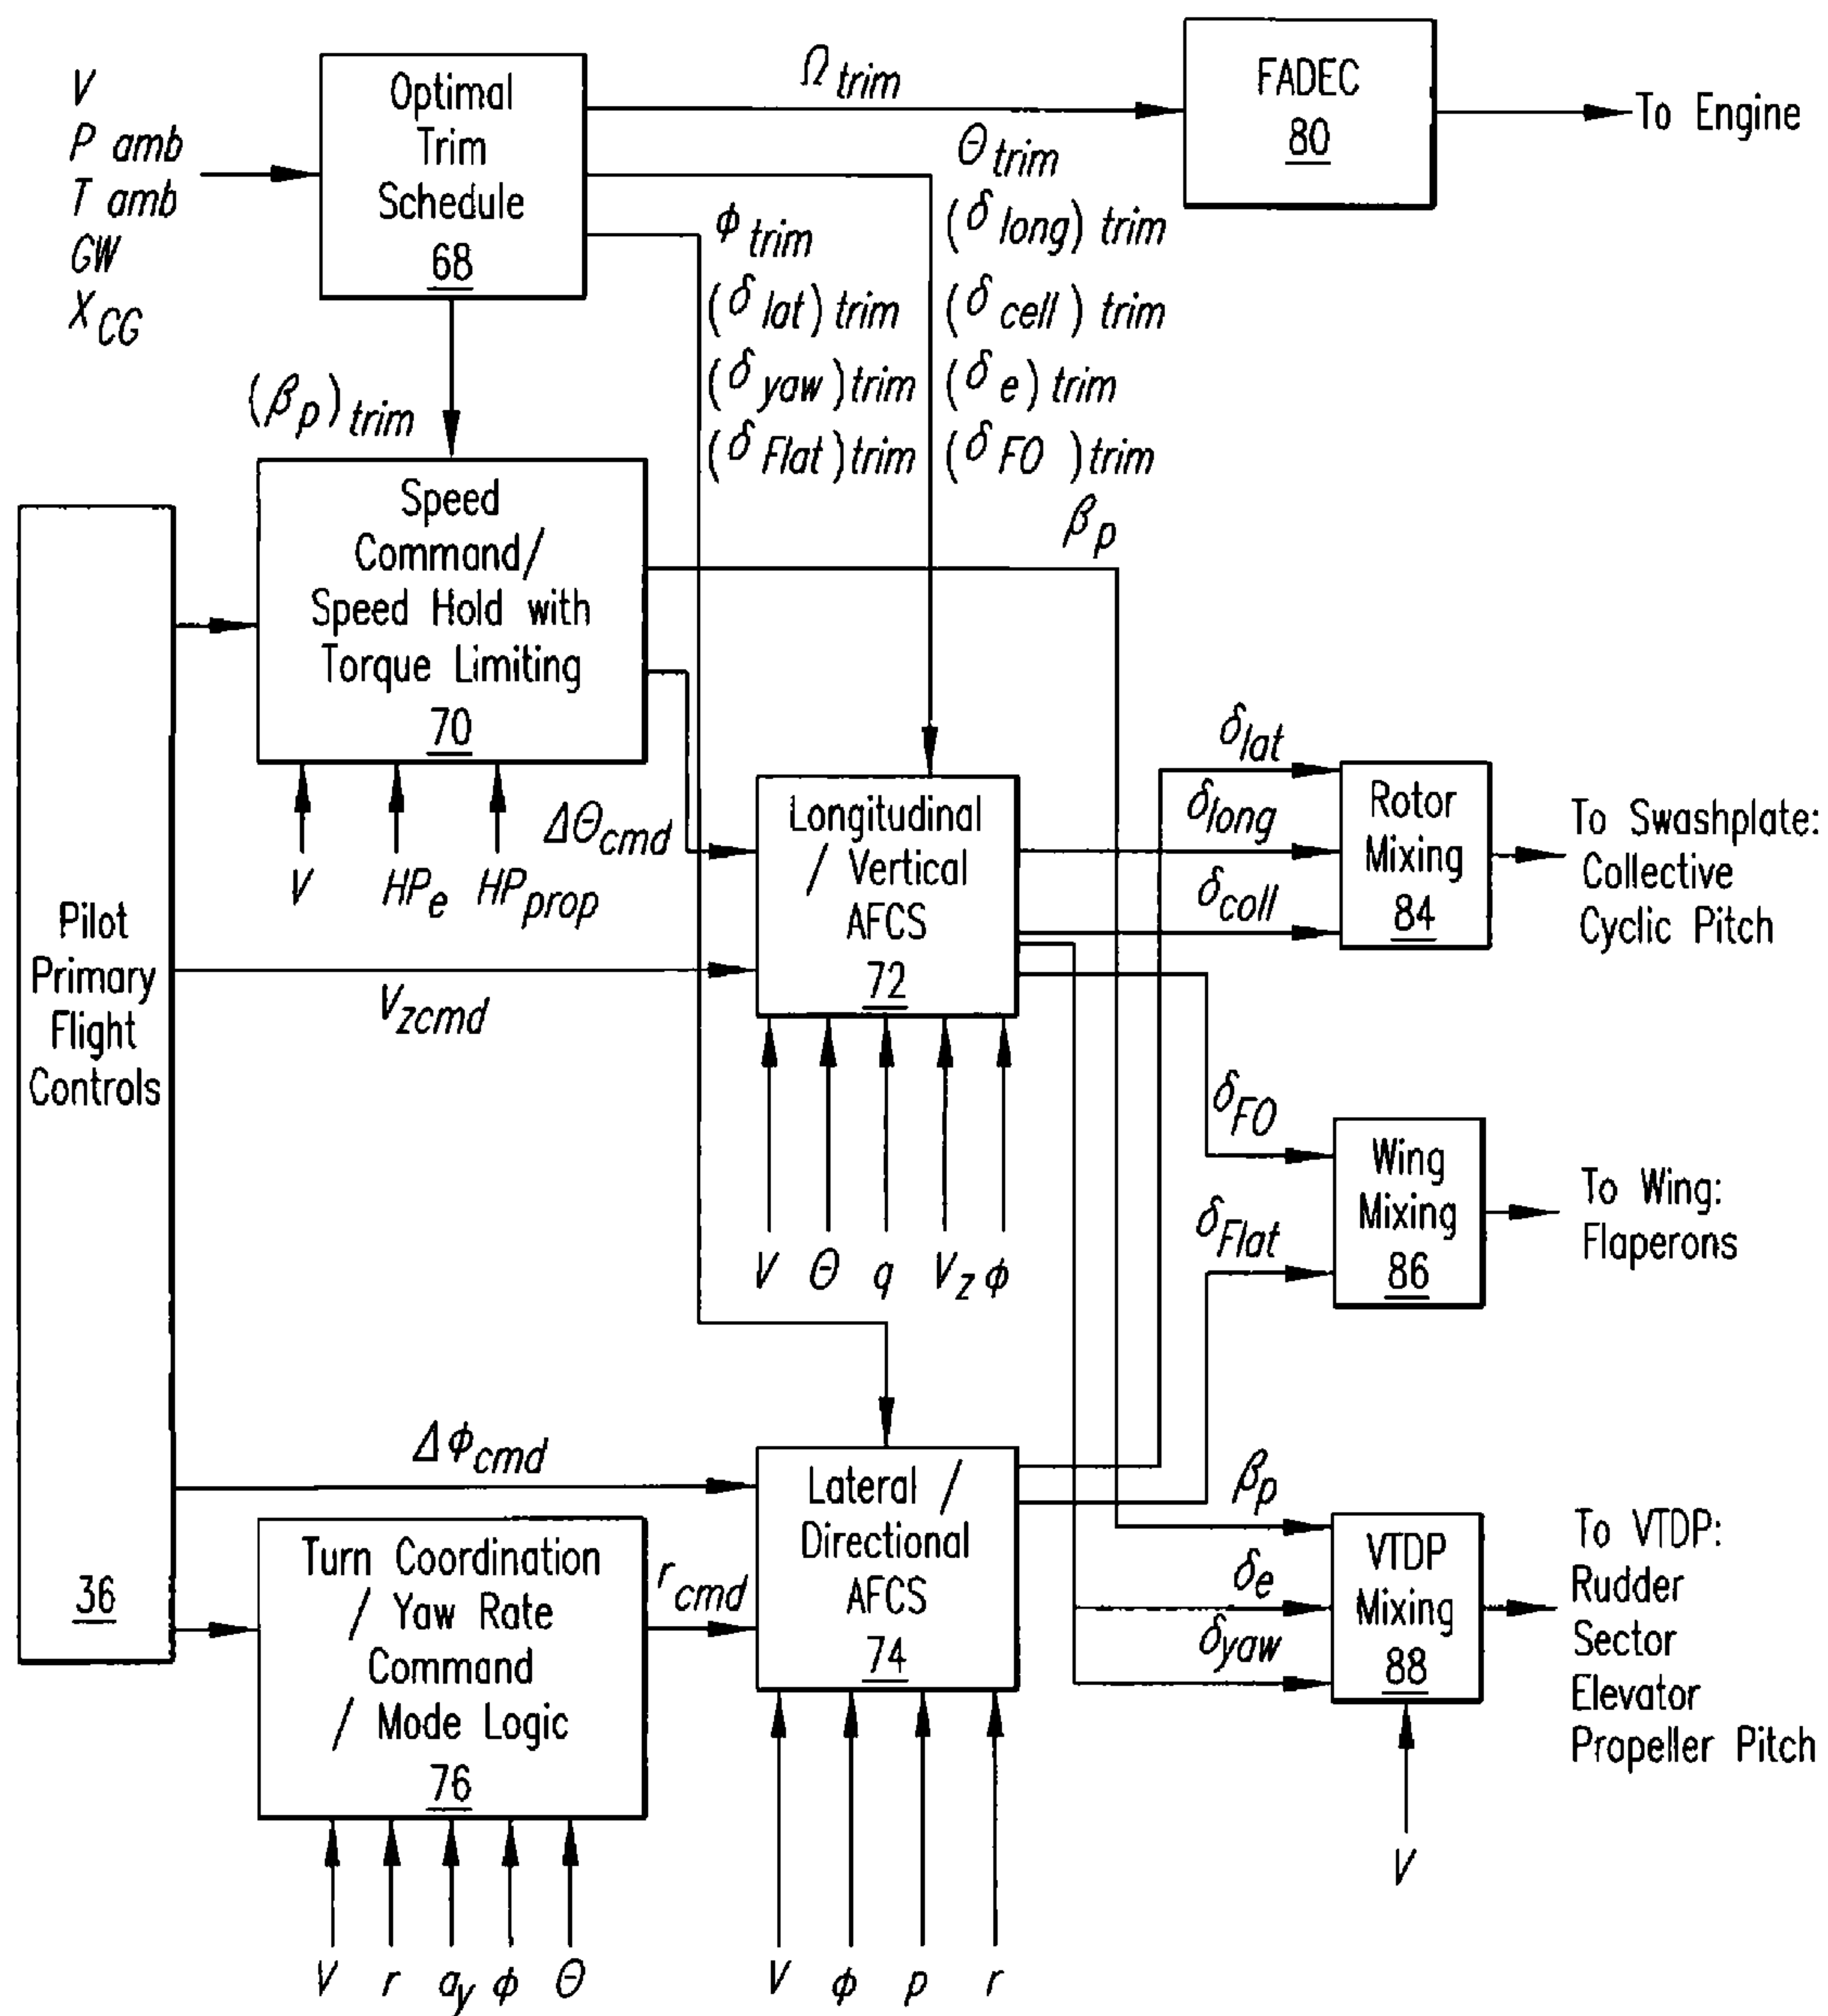 V
P amb
T amb
GW
X CG
Optimal
Trim
Schedule
68
Ω trim
FADEC
80
To Engine
Θ trim
(δ long) trim
(δ cell) trim
(δ e) trim
(δ FO) trim
ϕ trim
(δ lat) trim
(δ yaw) trim
(δ Flat) trim
(β p) trim
β p
Speed
Command/
Speed Hold with
Torque Limiting
70
V
HP e
HP prop
Pilot
Primary
Flight
Controls
36
ΔΘ cmd
V zcmd
Longitudinal
/ Vertical
AFCS
72
V
Θ
q
V z
ϕ
δ lat
δ long
δ coll
Rotor
Mixing
84
To Swashplate:
Collective
Cyclic Pitch
δ FO
δ Flat
Wing
Mixing
86
To Wing:
Flaperons
Δϕ cmd
Turn Coordination
/ Yaw Rate
Command
/ Mode Logic
76
V
r
a y
ϕ
Θ
r cmd
Lateral /
Directional
AFCS
74
V
ϕ
p
r
β p
δ e
δ yaw
VTDP
Mixing
88
V
To VTDP:
Rudder
Sector
Elevator
Propeller Pitch